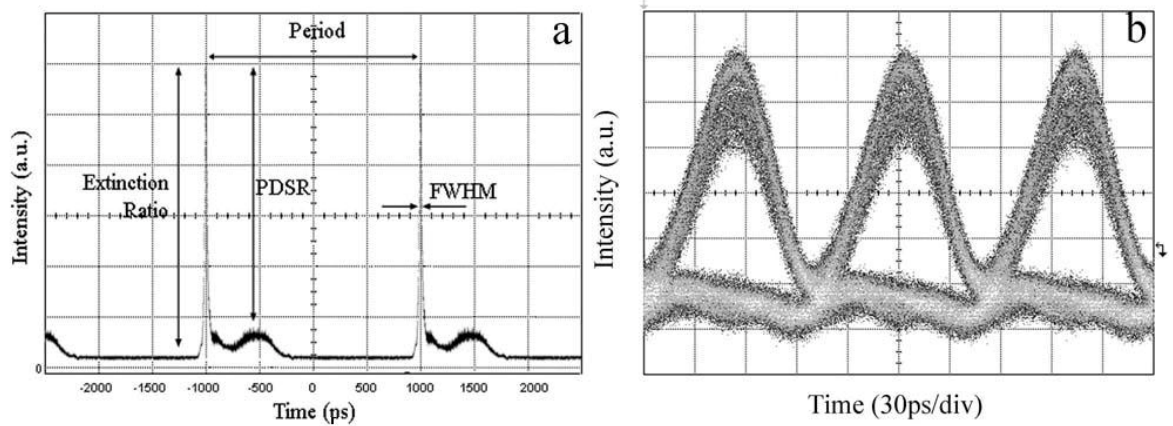 a
Period
Extinction
Ratio
PDSR
FWHM
Intensity (a.u.)
0
-2000 -1500 -1000 -500 0 500 1000 1500 2000
Time (ps)
b
Intensity (a.u.)
Time (30ps/div)